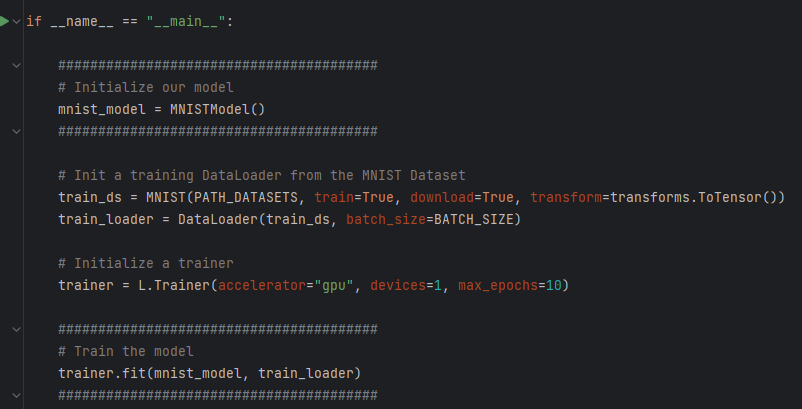 if __name__ == "__main__":
########################################
# Initialize our model
mnist_model = MNISTModel()
########################################
# Init a training DataLoader from the MNIST Dataset
train_ds = MNIST(PATH_DATASETS, train=True, download=True, transform=transforms.ToTensor())
train_loader = DataLoader(train_ds, batch_size=BATCH_SIZE)
# Initialize a trainer
trainer = L.Trainer(accelerator="gpu", devices=1, max_epochs=10)
########################################
# Train the model
trainer.fit(mnist_model, train_loader)
########################################